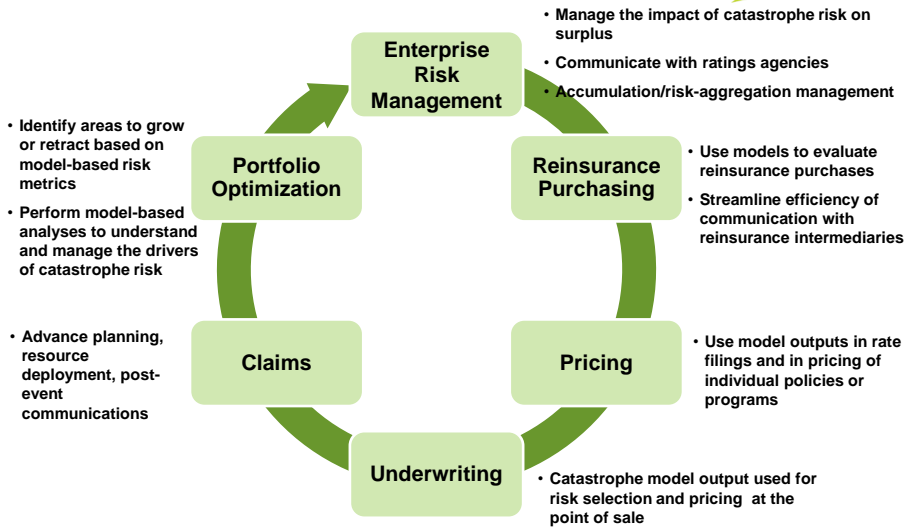 Enterprise
Risk
Management
• Manage the impact of catastrophe risk on
surplus
• Communicate with ratings agencies
• Accumulation/risk-aggregation management
Reinsurance
Purchasing
• Use models to evaluate
reinsurance purchases
• Streamline efficiency of
communication with
reinsurance intermediaries
Pricing
• Use model outputs in rate
filings and in pricing of
individual policies or
programs
Underwriting
• Catastrophe model output used for
risk selection and pricing at the
point of sale
Claims
• Advance planning,
resource
deployment, post-
event
communications
Portfolio
Optimization
• Identify areas to grow
or retract based on
model-based risk
metrics
• Perform model-based
analyses to understand
and manage the drivers
of catastrophe risk